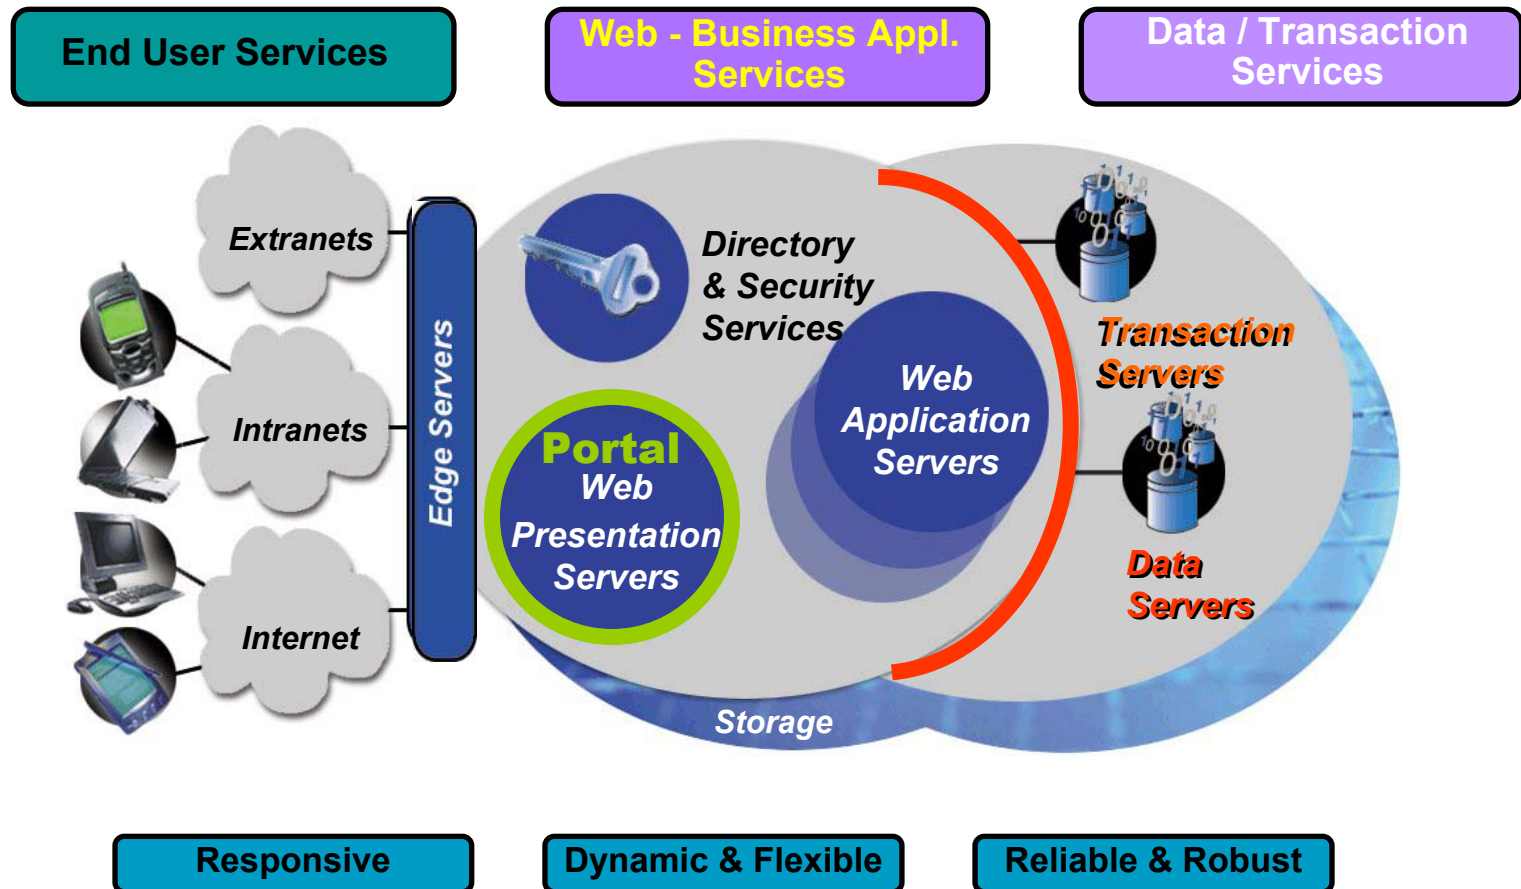 End User Services
Web - Business Appl.
Services
Data / Transaction
Services
Extranets
Intranets
Internet
Edge Servers
Directory
& Security
Services
Portal
Web
Presentation
Servers
Web
Application
Servers
Transaction
Servers
Data
Servers
Storage
Responsive
Dynamic & Flexible
Reliable & Robust